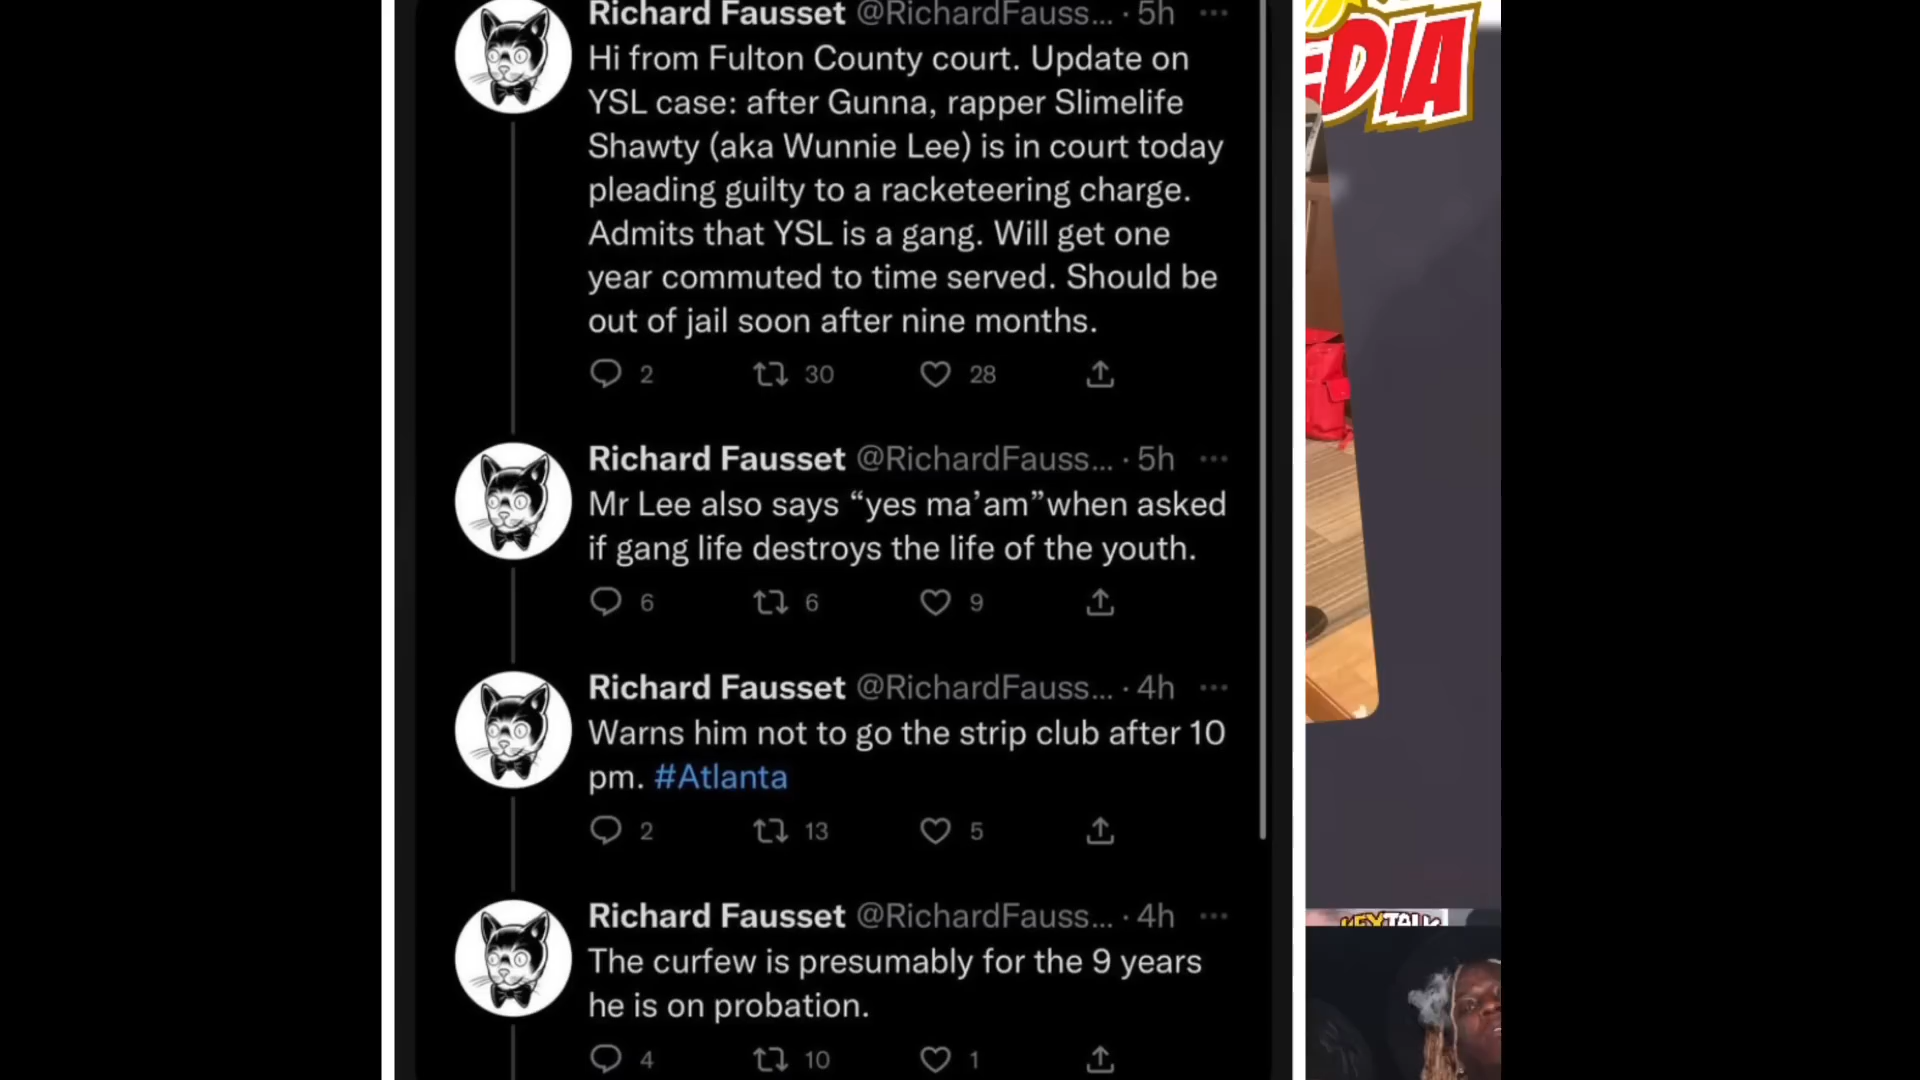 Richard Fausset @RichardFauss... · 5h
Hi from Fulton County court. Update on
YSL case: after Gunna, rapper Slimelife
Shawty (aka Wunnie Lee) is in court today
pleading guilty to a racketeering charge.
Admits that YSL is a gang. Will get one
year commuted to time served. Should be
out of jail soon after nine months.
2 30 28
Richard Fausset @RichardFauss... · 5h
Mr Lee also says “yes ma’am”when asked
if gang life destroys the life of the youth.
6 6 9
Richard Fausset @RichardFauss... · 4h
Warns him not to go the strip club after 10
pm. #Atlanta
2 13 5
Richard Fausset @RichardFauss... · 4h
The curfew is presumably for the 9 years
he is on probation.
4 10 1
EDIA